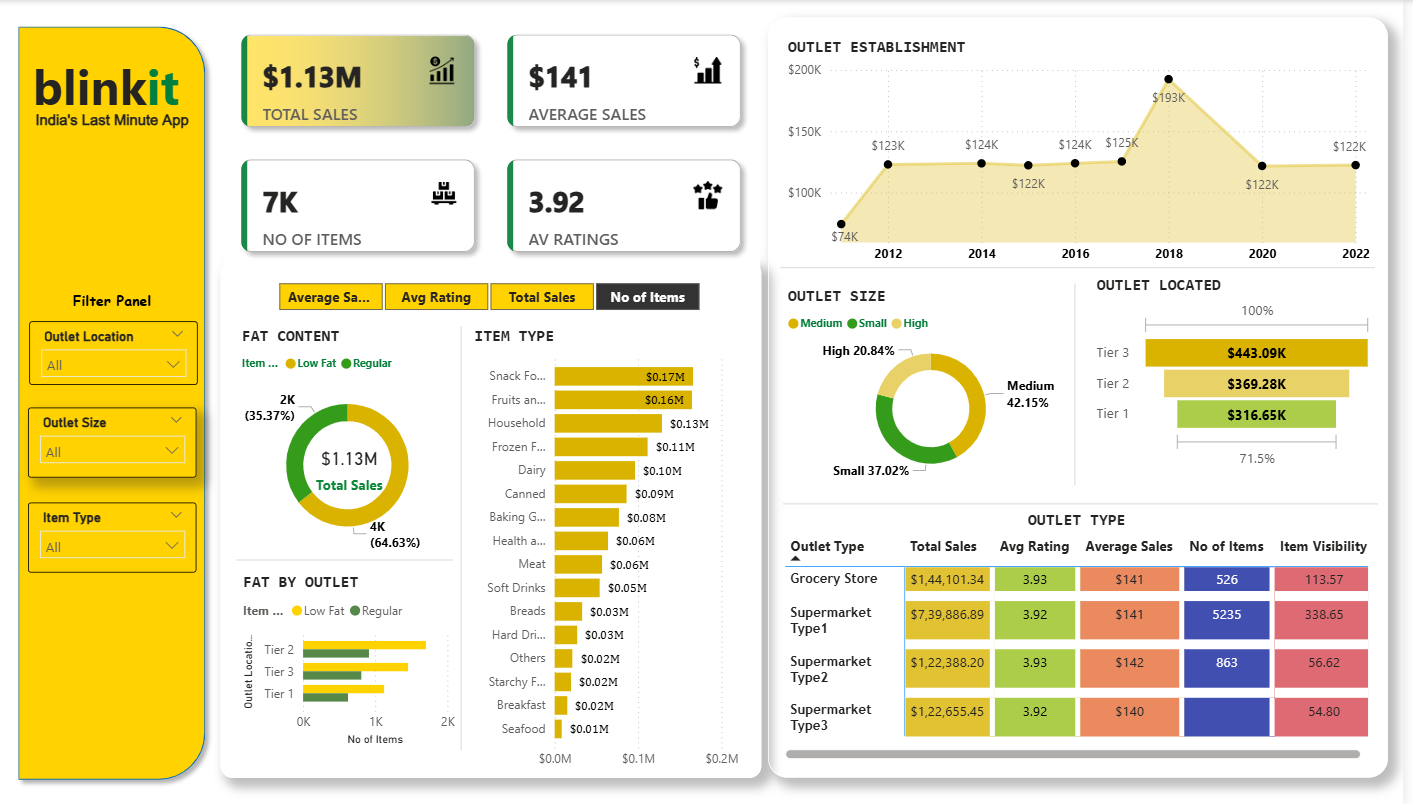 blinkit
India's Last Minute App
Filter Panel
Outlet Location
All
Outlet Size
All
Item Type
All
$1.13M
TOTAL SALES
$141
AVERAGE SALES
7K
NO OF ITEMS
3.92
AV RATINGS
Average Sa...
Avg Rating
Total Sales
No of Items
FAT CONTENT
Item ... Low Fat Regular
2K
(35.37%)
$1.13M
Total Sales
4K
(64.63%)
FAT BY OUTLET
Item ... Low Fat Regular
Outlet Locatio...
Tier 2
Tier 3
Tier 1
0K 1K 2K
No of Items
ITEM TYPE
Snack Fo... $0.17M
Fruits an... $0.16M
Household $0.13M
Frozen F... $0.11M
Dairy $0.10M
Canned $0.09M
Baking G... $0.08M
Health a... $0.06M
Meat $0.06M
Soft Drinks $0.05M
Breads $0.03M
Hard Dri... $0.03M
Others $0.02M
Starchy F... $0.02M
Breakfast $0.02M
Seafood $0.01M
$0.0M $0.1M $0.2M
OUTLET ESTABLISHMENT
$200K
$150K
$100K
$74K
$123K
$124K
$122K
$124K
$125K
$193K
$122K
$122K
2012 2014 2016 2018 2020 2022
OUTLET SIZE
Medium Small High
High 20.84%
Medium
42.15%
Small 37.02%
OUTLET LOCATED
100%
Tier 3 $443.09K
Tier 2 $369.28K
Tier 1 $316.65K
71.5%
OUTLET TYPE
Outlet Type Total Sales Avg Rating Average Sales No of Items Item Visibility
Grocery Store $1,44,101.34 3.93 $141 526 113.57
Supermarket $7,39,886.89 3.92 $141 5235 338.65
Type1
Supermarket $1,22,388.20 3.93 $142 863 56.62
Type2
Supermarket $1,22,655.45 3.92 $140 54.80
Type3